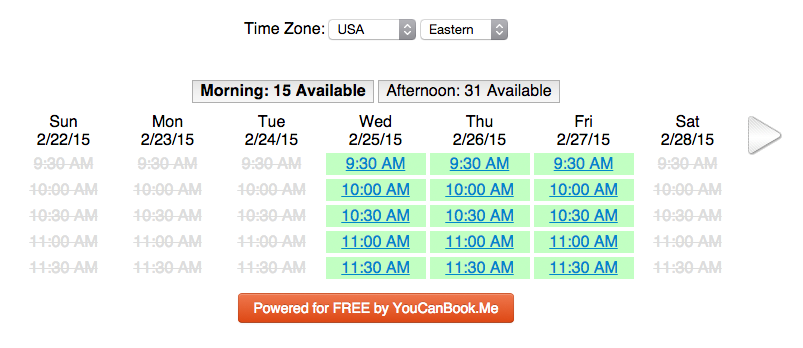 Time Zone: USA Eastern
Morning: 15 Available Afternoon: 31 Available
Sun Mon Tue Wed Thu Fri Sat
2/22/15 2/23/15 2/24/15 2/25/15 2/26/15 2/27/15 2/28/15
9:30 AM 9:30 AM 9:30 AM 9:30 AM 9:30 AM 9:30 AM 9:30 AM
10:00 AM 10:00 AM 10:00 AM 10:00 AM 10:00 AM 10:00 AM 10:00 AM
10:30 AM 10:30 AM 10:30 AM 10:30 AM 10:30 AM 10:30 AM 10:30 AM
11:00 AM 11:00 AM 11:00 AM 11:00 AM 11:00 AM 11:00 AM 11:00 AM
11:30 AM 11:30 AM 11:30 AM 11:30 AM 11:30 AM 11:30 AM 11:30 AM
Powered for FREE by YouCanBook.Me